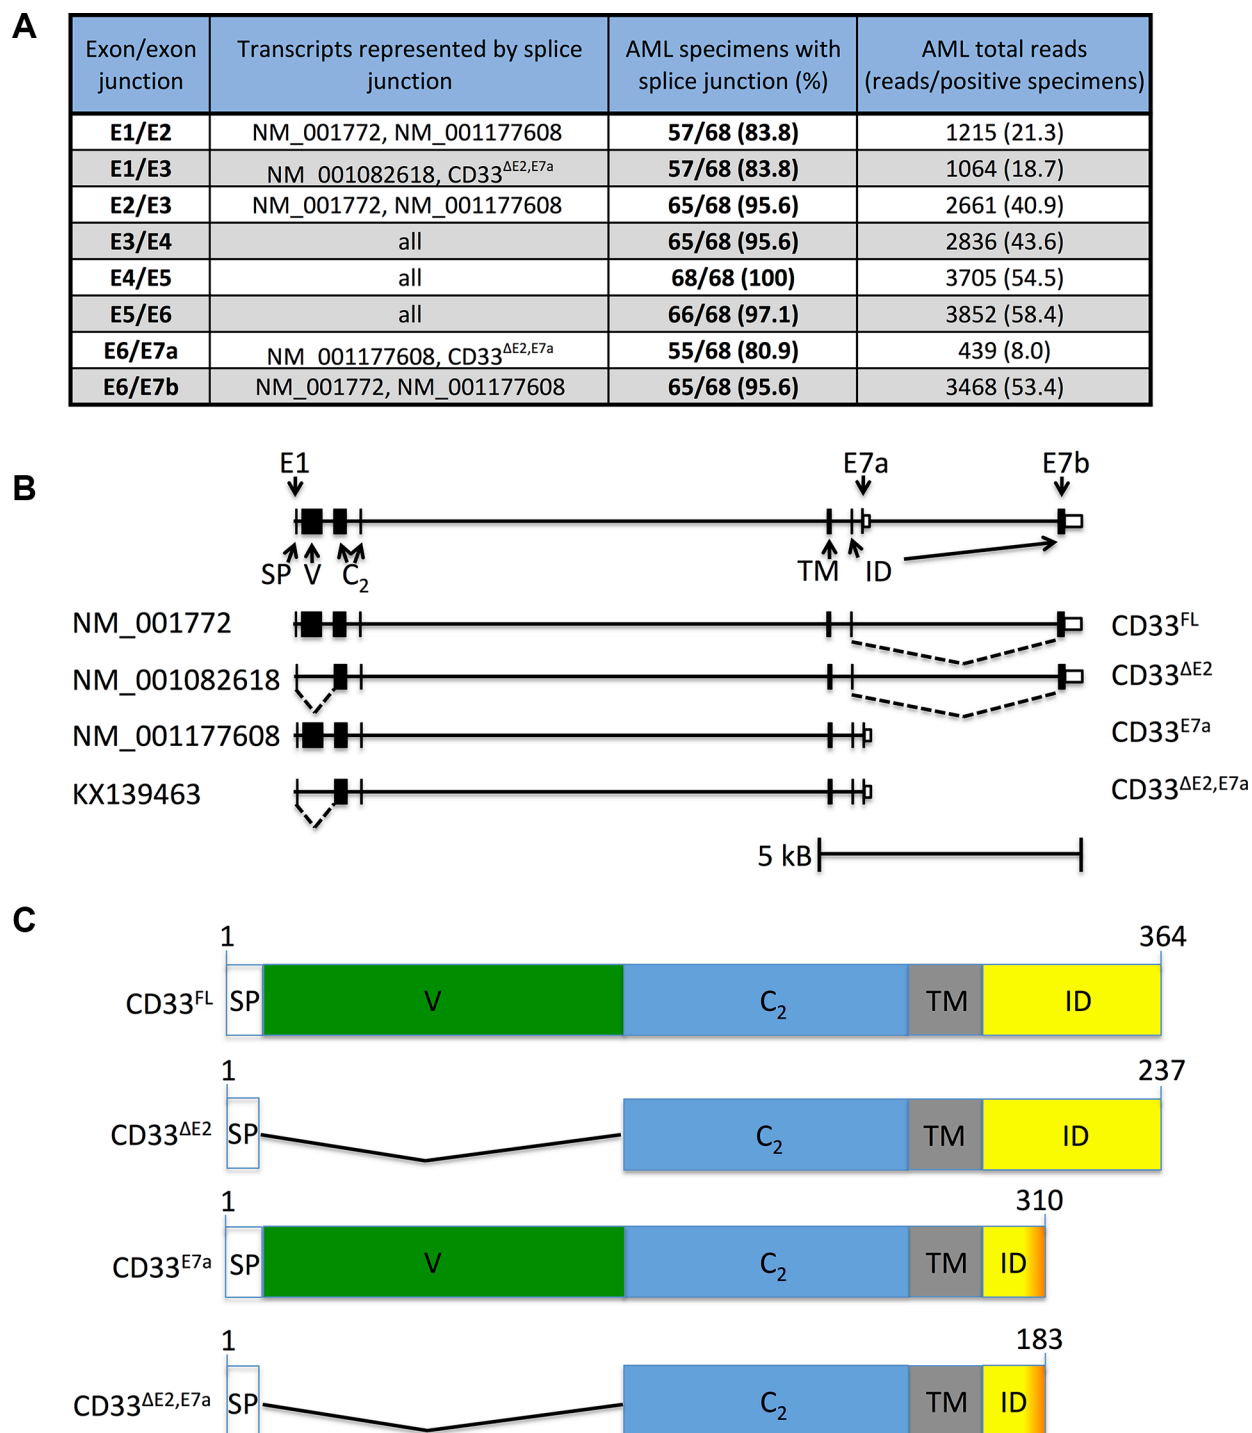 A
Exon/exon junction
Transcripts represented by splice junction
AML specimens with splice junction (%)
AML total reads (reads/positive specimens)
E1/E2 NM_001772, NM_001177608 57/68 (83.8) 1215 (21.3)
E1/E3 NM_001082618, CD33ΔE2,E7a 57/68 (83.8) 1064 (18.7)
E2/E3 NM_001772, NM_001177608 65/68 (95.6) 2661 (40.9)
E3/E4 all 65/68 (95.6) 2836 (43.6)
E4/E5 all 68/68 (100) 3705 (54.5)
E5/E6 all 66/68 (97.1) 3852 (58.4)
E6/E7a NM_001177608, CD33ΔE2,E7a 55/68 (80.9) 439 (8.0)
E6/E7b NM_001772, NM_001177608 65/68 (95.6) 3468 (53.4)
B
E1 E7a E7b
SP V C2 TM ID
NM_001772 CD33FL
NM_001082618 CD33ΔE2
NM_001177608 CD33E7a
KX139463 CD33ΔE2,E7a
5 kB
C
1 364
CD33FL SP V C2 TM ID
1 237
CD33ΔE2 SP C2 TM ID
1 310
CD33E7a SP V C2 TM ID
1 183
CD33ΔE2,E7a SP C2 TM ID